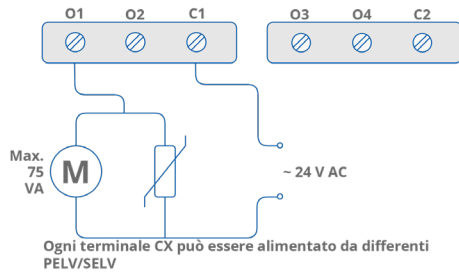 O1 O2 C1 O3 O4 C2
Max.
75
VA
M
~ 24 V AC
Ogni terminale CX può essere alimentato da differenti
PELV/SELV